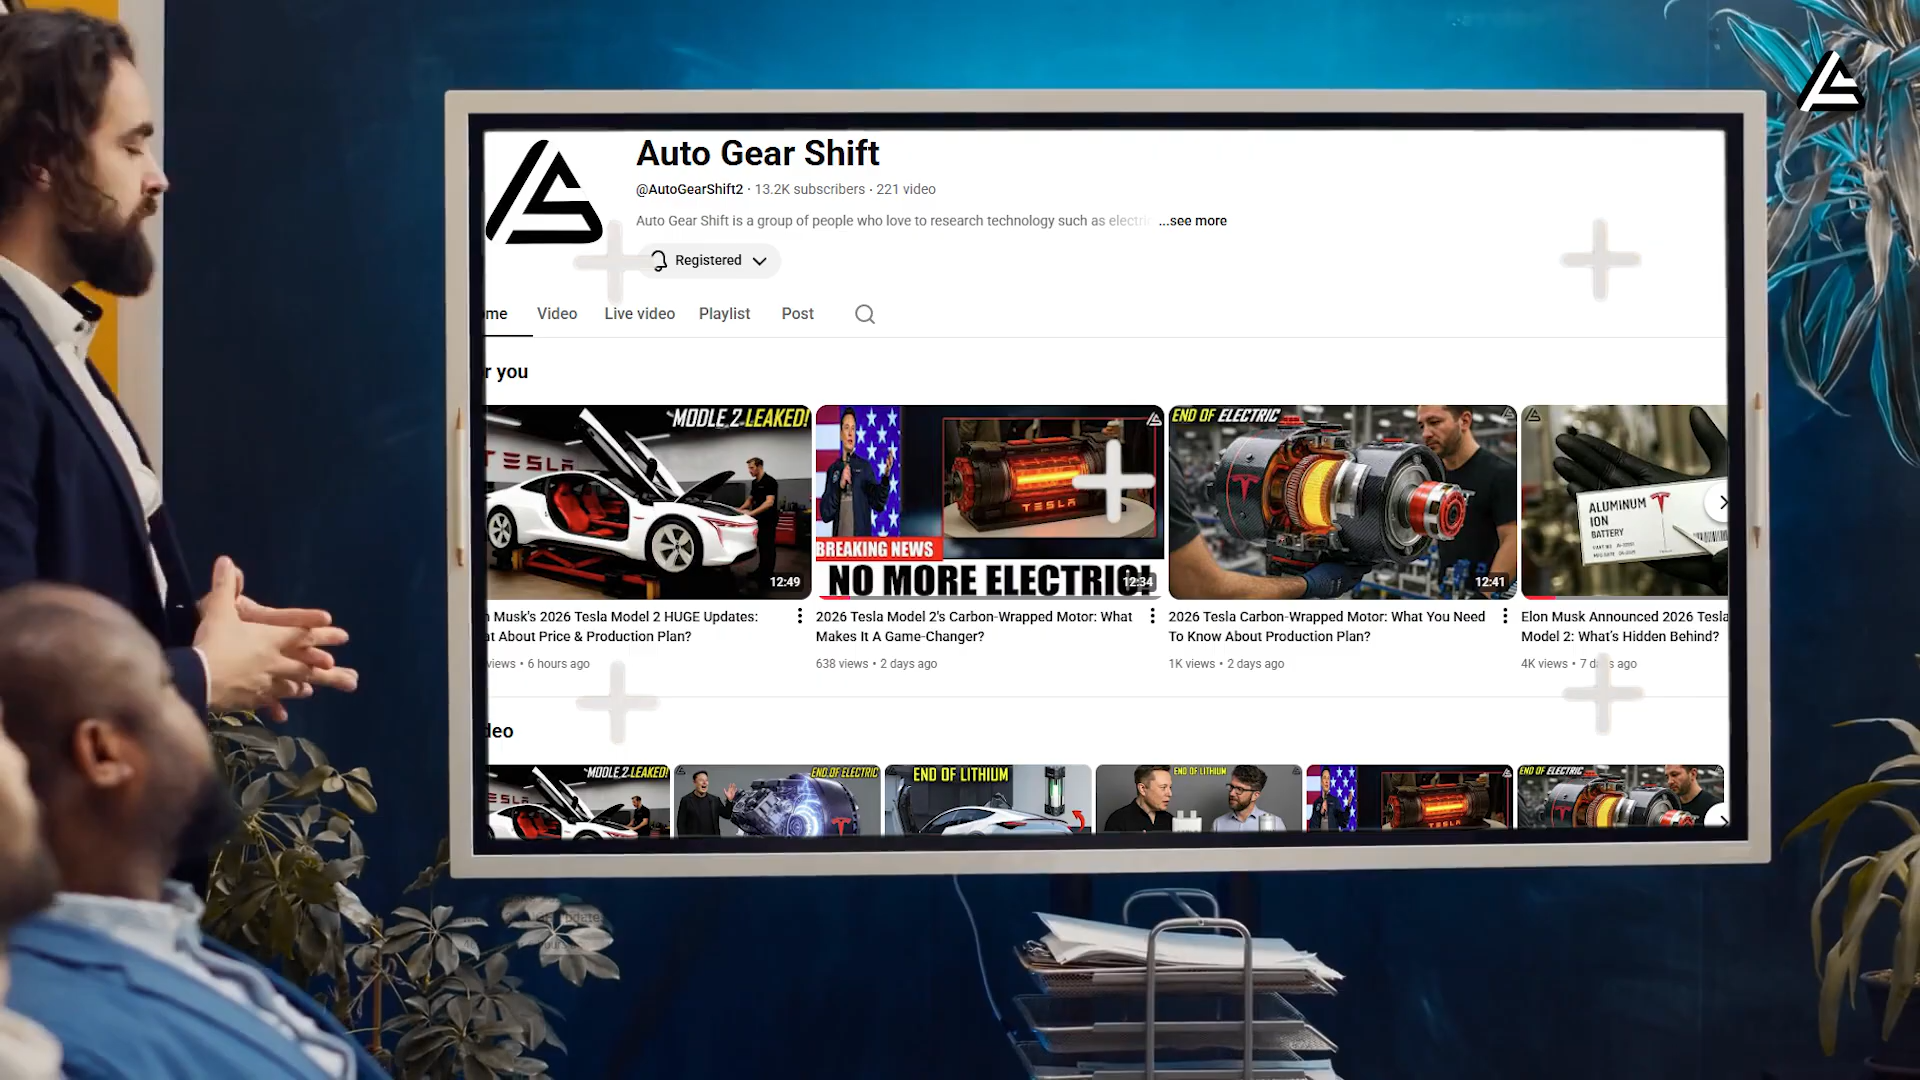 Auto Gear Shift
@AutoGearShift2 · 13.2K subscribers · 221 video
Auto Gear Shift is a group of people who love to research technology such as electri ...see more
Registered
me Video Live video Playlist Post
r you
MODLE 2 LEAKED!
TESLA
12:49
TESLA
BREAKING NEWS
NO MORE ELECTRIC!
12:34
END OF ELECTRIC
12:41
ALUMINUM
ION
BATTERY
n Musk's 2026 Tesla Model 2 HUGE Updates:
at About Price & Production Plan?
views • 6 hours ago
2026 Tesla Model 2's Carbon-Wrapped Motor: What
Makes It A Game-Changer?
638 views • 2 days ago
2026 Tesla Carbon-Wrapped Motor: What You Need
To Know About Production Plan?
1K views • 2 days ago
Elon Musk Announced 2026 Tesla
Model 2: What's Hidden Behind?
4K views • 7 days ago
deo
MODLE 2 LEAKED!
TESLA
END OF ELECTRIC
END OF LITHIUM
END OF LITHIUM
TESLA
END OF ELECTRIC